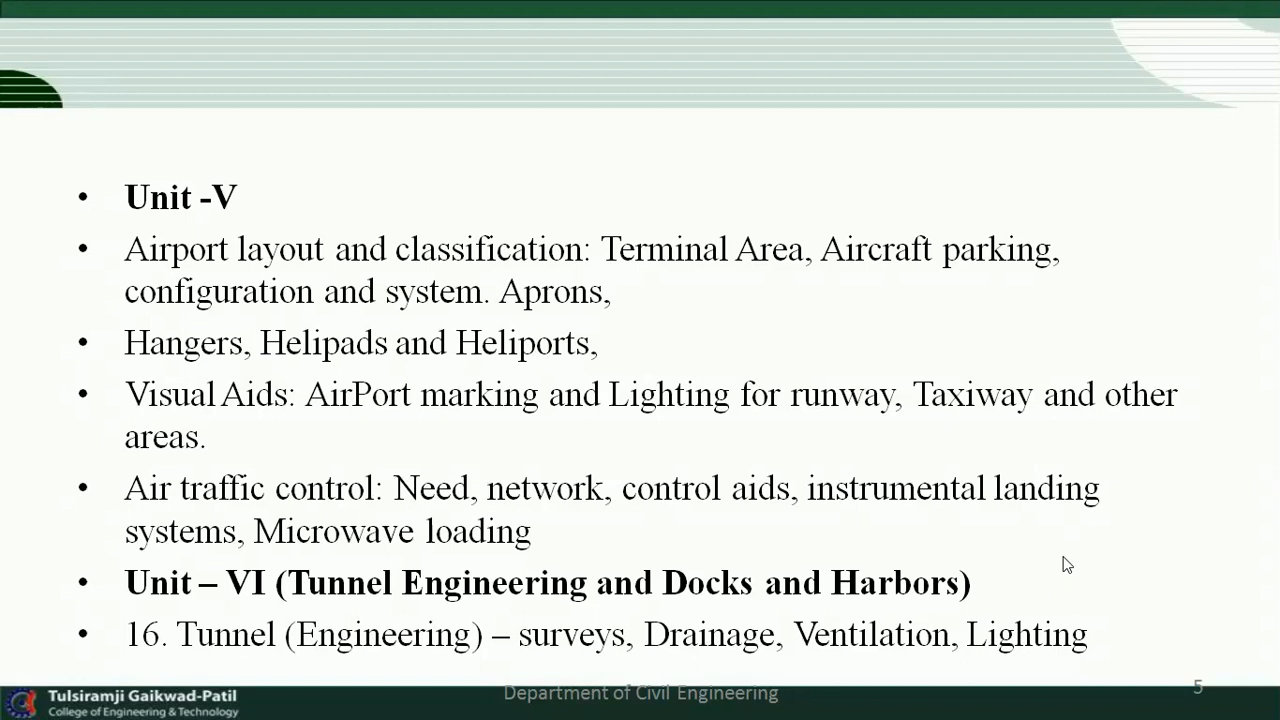 • Unit -V
• Airport layout and classification: Terminal Area, Aircraft parking,
configuration and system. Aprons,
• Hangers, Helipads and Heliports,
• Visual Aids: AirPort marking and Lighting for runway, Taxiway and other
areas.
• Air traffic control: Need, network, control aids, instrumental landing
systems, Microwave loading
• Unit – VI (Tunnel Engineering and Docks and Harbors)
• 16. Tunnel (Engineering) – surveys, Drainage, Ventilation, Lighting
Tulsiramji Gaikwad-Patil
College of Engineering & Technology
Department of Civil Engineering
5